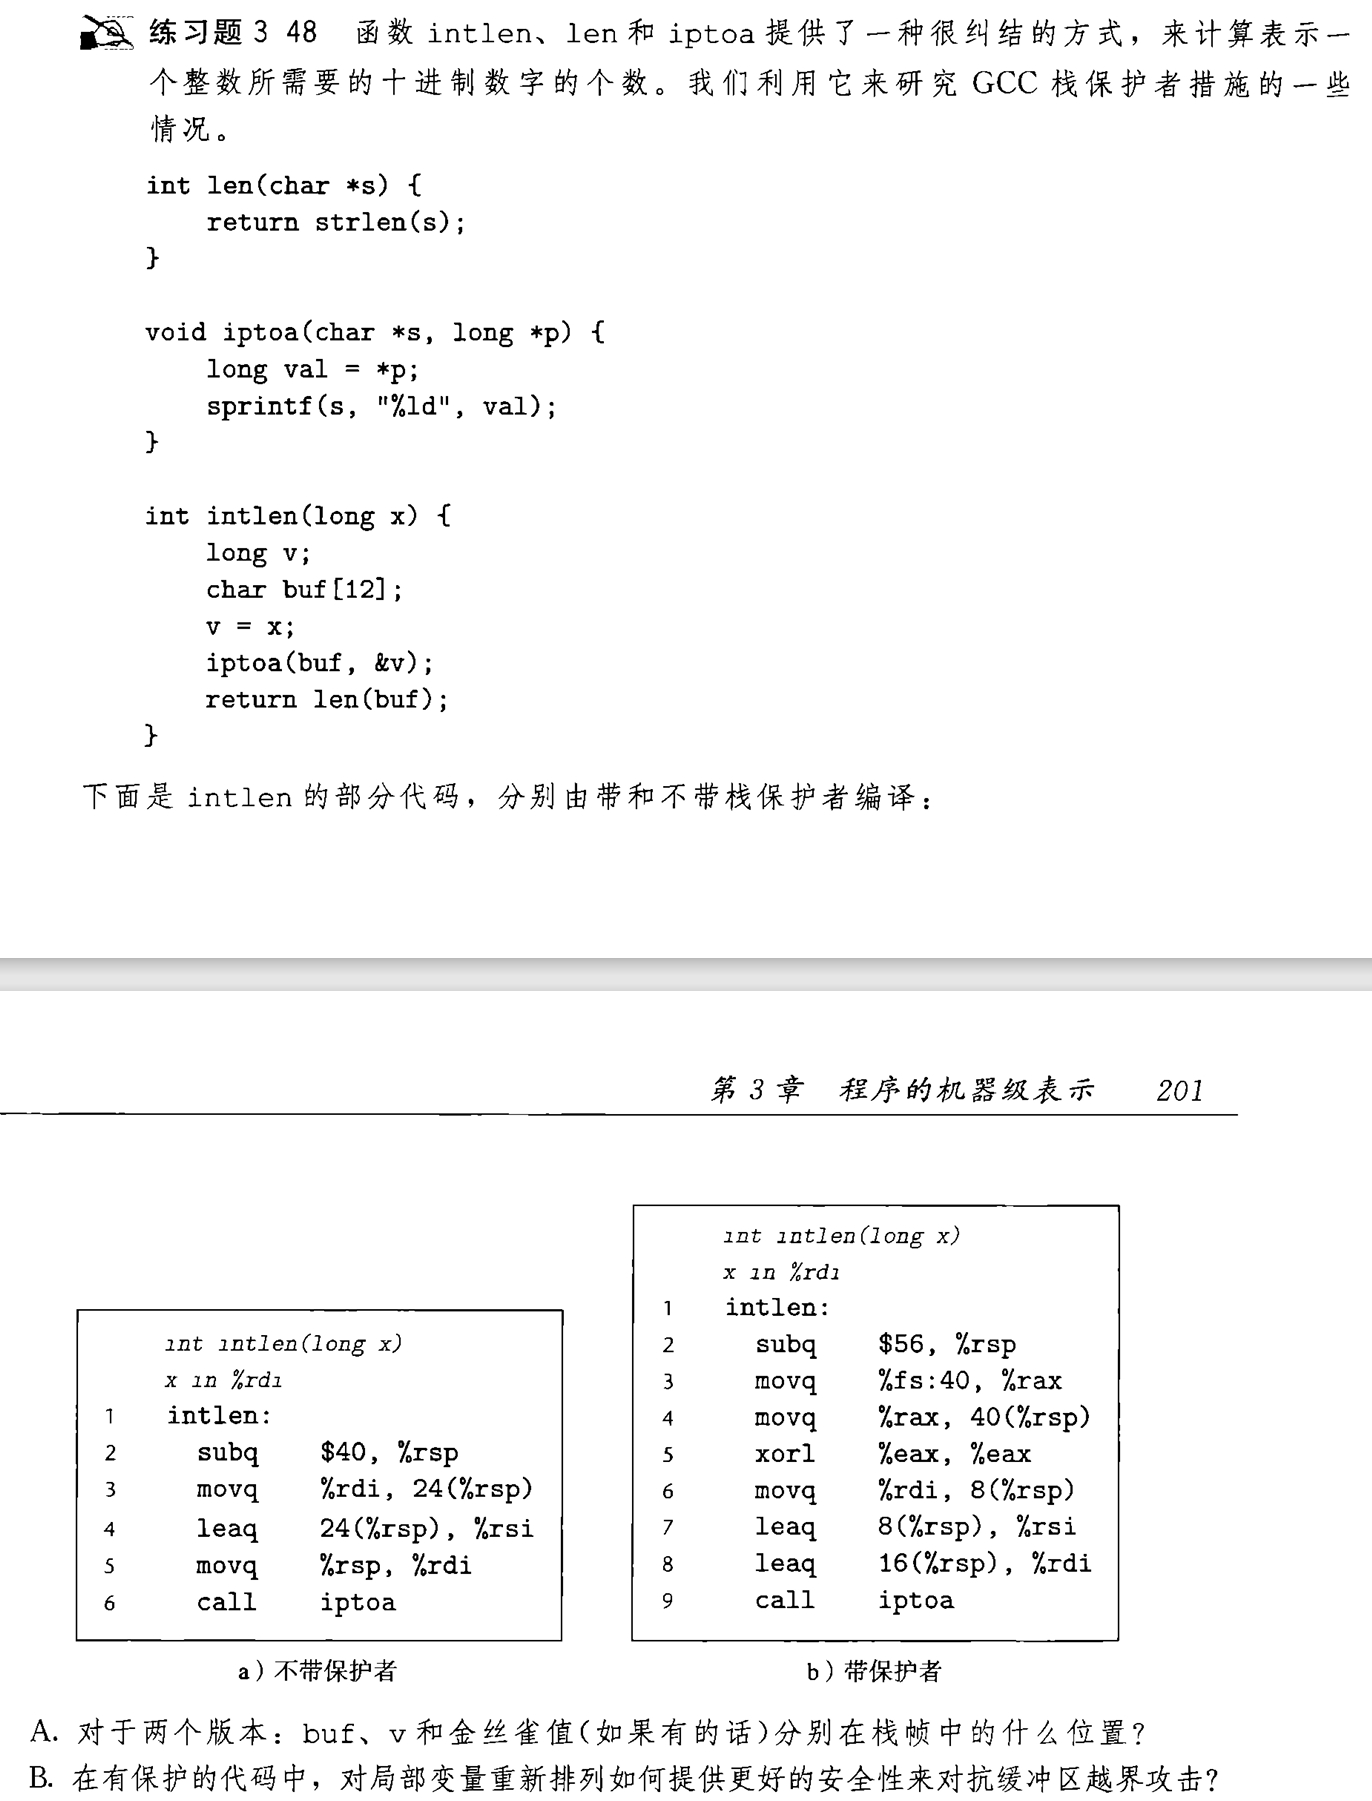 练习题 3 48 函数 intlen、len 和 iptoa 提供了一种很纠结的方式，来计算表示一
个整数所需要的十进制数字的个数。我们利用它来研究 GCC 栈保护者措施的一些
情况。
int len(char *s) {
    return strlen(s);
}
void iptoa(char *s, long *p) {
    long val = *p;
    sprintf(s, "%ld", val);
}
int intlen(long x) {
    long v;
    char buf[12];
    v = x;
    iptoa(buf, &v);
    return len(buf);
}
下面是 intlen 的部分代码，分别由带和不带栈保护者编译：
第 3 章 程序的机器级表示 201
int intlen(long x)
x in %rdi
1 intlen:
2 subq $40, %rsp
3 movq %rdi, 24(%rsp)
4 leaq 24(%rsp), %rsi
5 movq %rsp, %rdi
6 call iptoa
a）不带保护者
int intlen(long x)
x in %rdi
1 intlen:
2 subq $56, %rsp
3 movq %fs:40, %rax
4 movq %rax, 40(%rsp)
5 xorl %eax, %eax
6 movq %rdi, 8(%rsp)
7 leaq 8(%rsp), %rsi
8 leaq 16(%rsp), %rdi
9 call iptoa
b）带保护者
A. 对于两个版本：buf、v 和金丝雀值(如果有的话)分别在栈帧中的什么位置？
B. 在有保护的代码中，对局部变量重新排列如何提供更好的安全性来对抗缓冲区越界攻击？